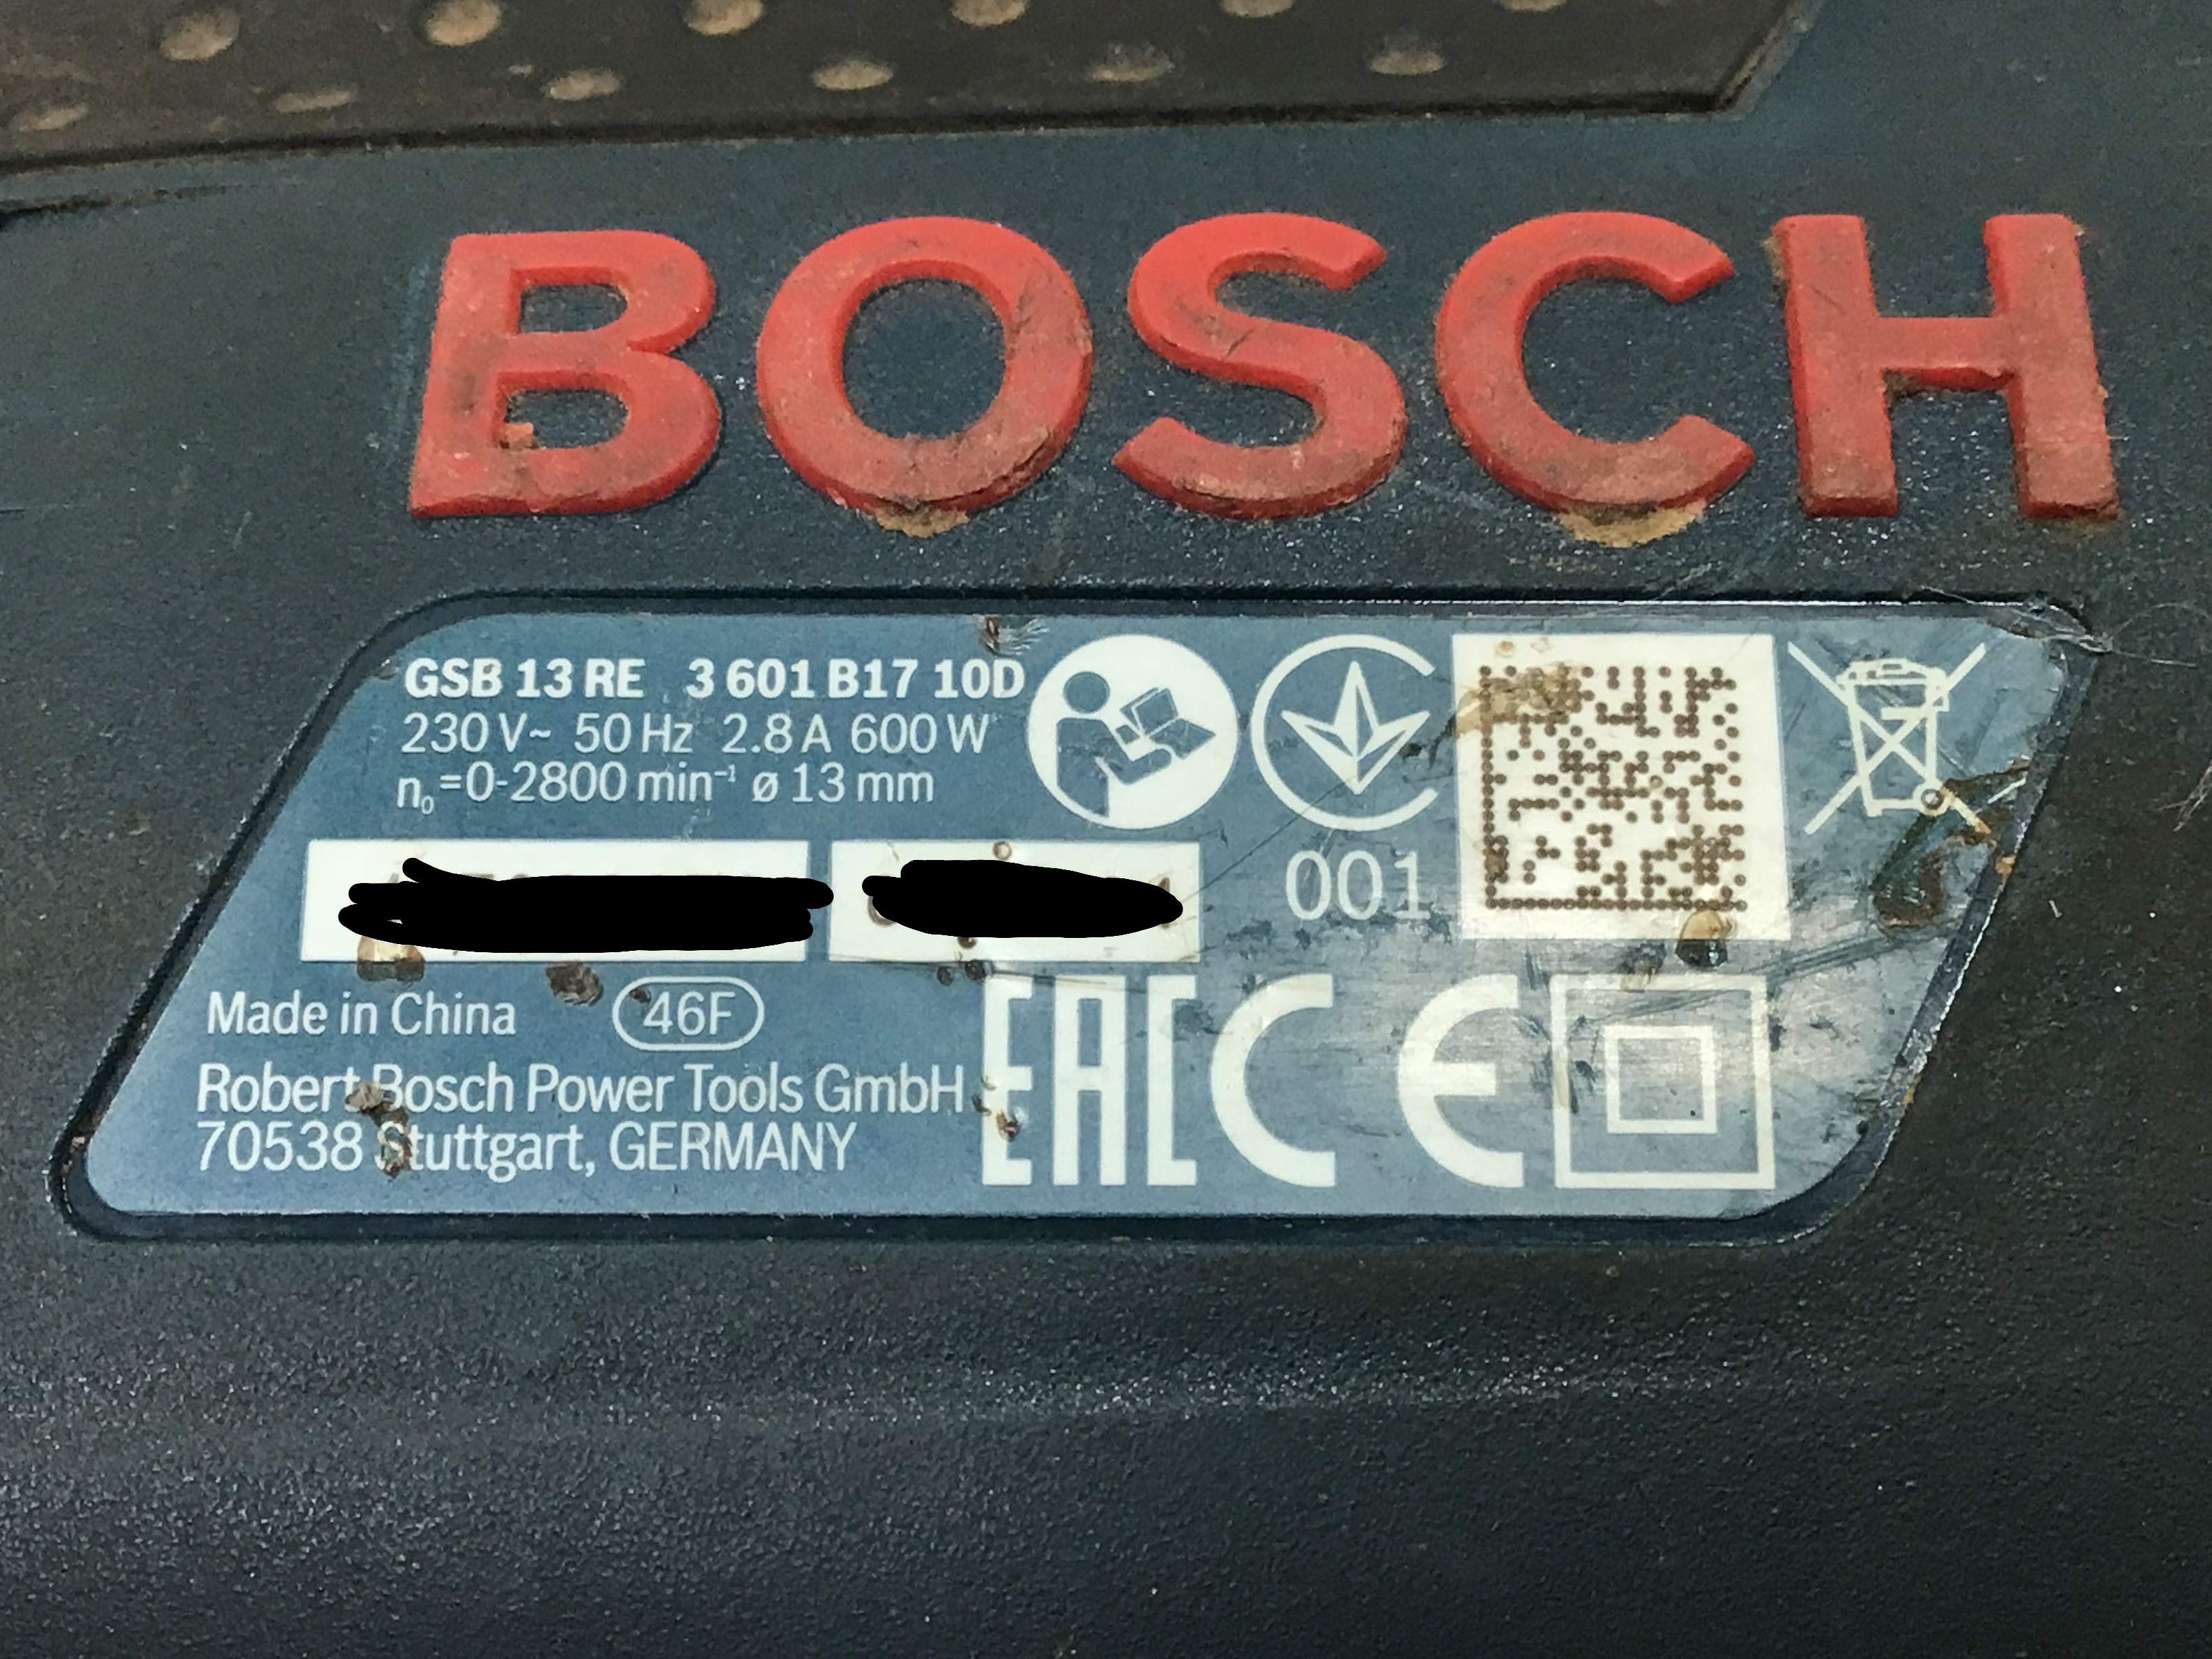 BOSCH
GSB 13 RE 3 601 B17 10D
230 V~ 50 Hz 2.8 A 600 W
n₀=0-2800 min⁻¹ ø 13 mm
001
Made in China 46F
Robert Bosch Power Tools GmbH
70538 Stuttgart, GERMANY
EAC CE